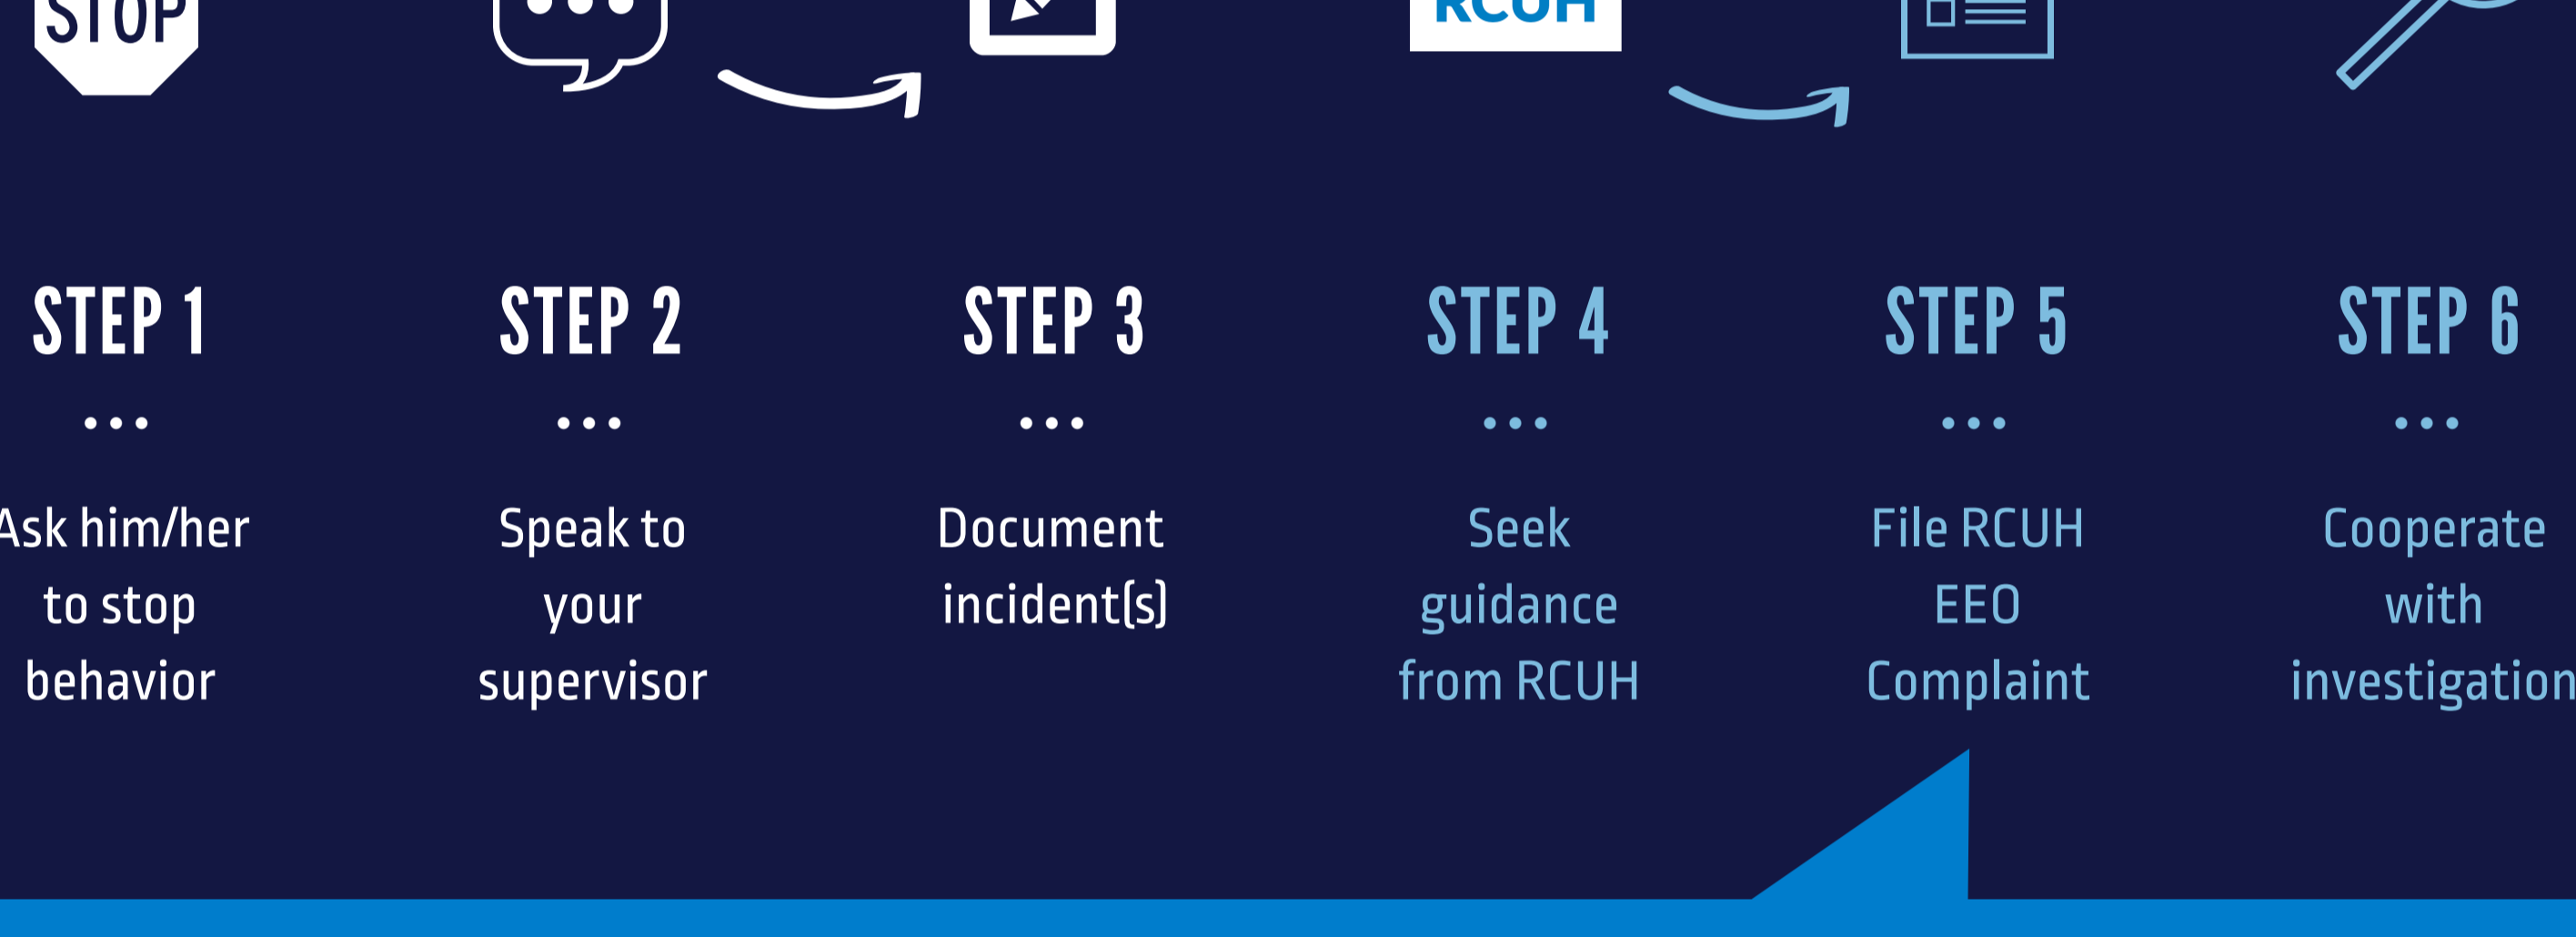 STOP
RCUH
STEP 1
STEP 2
STEP 3
STEP 4
STEP 5
STEP 6
Ask him/her
to stop
behavior
Speak to
your
supervisor
Document
incident(s)
Seek
guidance
from RCUH
File RCUH
EEO
Complaint
Cooperate
with
investigation